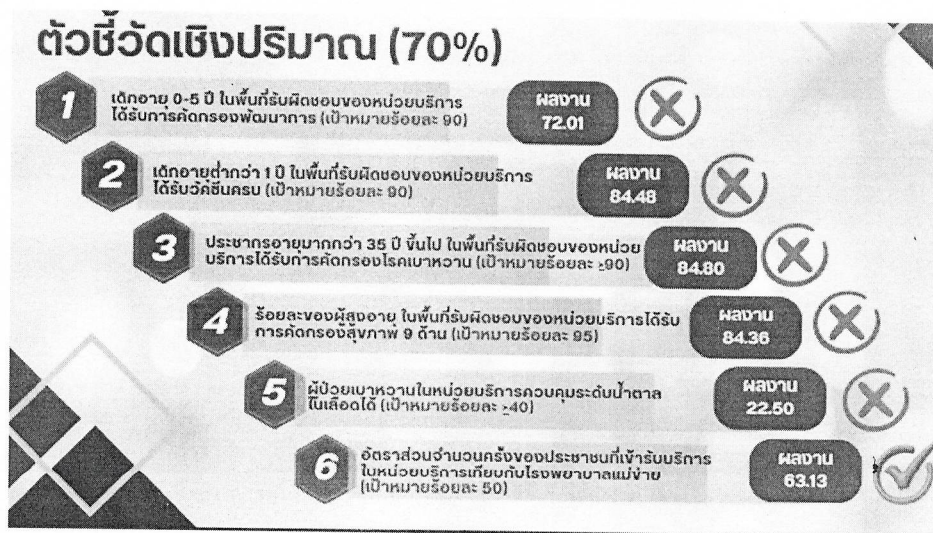 ตัวชี้วัดเชิงปริมาณ (70%)
1
เด็กอายุ 0-5 ปี ในพื้นที่รับผิดชอบของหน่วยบริการ
ได้รับการคัดกรองพัฒนาการ (เป้าหมายร้อยละ 90)
ผลงาน
72.01
2
เด็กอายุต่ำกว่า 1 ปี ในพื้นที่รับผิดชอบของหน่วยบริการ
ได้รับวัคซีนครบ (เป้าหมายร้อยละ 90)
ผลงาน
84.48
3
ประชากรอายุมากกว่า 35 ปี ขึ้นไป ในพื้นที่รับผิดชอบของหน่วย
บริการได้รับการคัดกรองโรคเบาหวาน (เป้าหมายร้อยละ ≥90)
ผลงาน
84.80
4
ร้อยละของผู้สูงอายุ ในพื้นที่รับผิดชอบของหน่วยบริการได้รับ
การคัดกรองสุขภาพ 9 ด้าน (เป้าหมายร้อยละ 95)
ผลงาน
84.36
5
ผู้ป่วยเบาหวานในหน่วยบริการควบคุมระดับน้ำตาล
ในเลือดได้ (เป้าหมายร้อยละ ≥40)
ผลงาน
22.50
6
อัตราส่วนจำนวนครั้งของประชาชนที่เข้ารับบริการ
ในหน่วยบริการเทียบกับโรงพยาบาลแม่ข่าย
(เป้าหมายร้อยละ 50)
ผลงาน
63.13